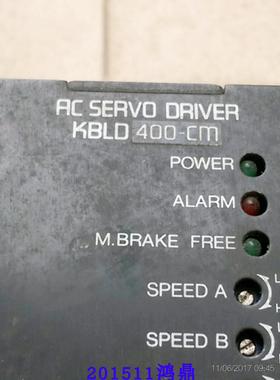 AC SERVO DRIVER
KBLD 400-CM
POWER
ALARM
M.BRAKE FREE
SPEED A
L
H
SPEED B
11/06/2017 09:45
201511鸿鼎